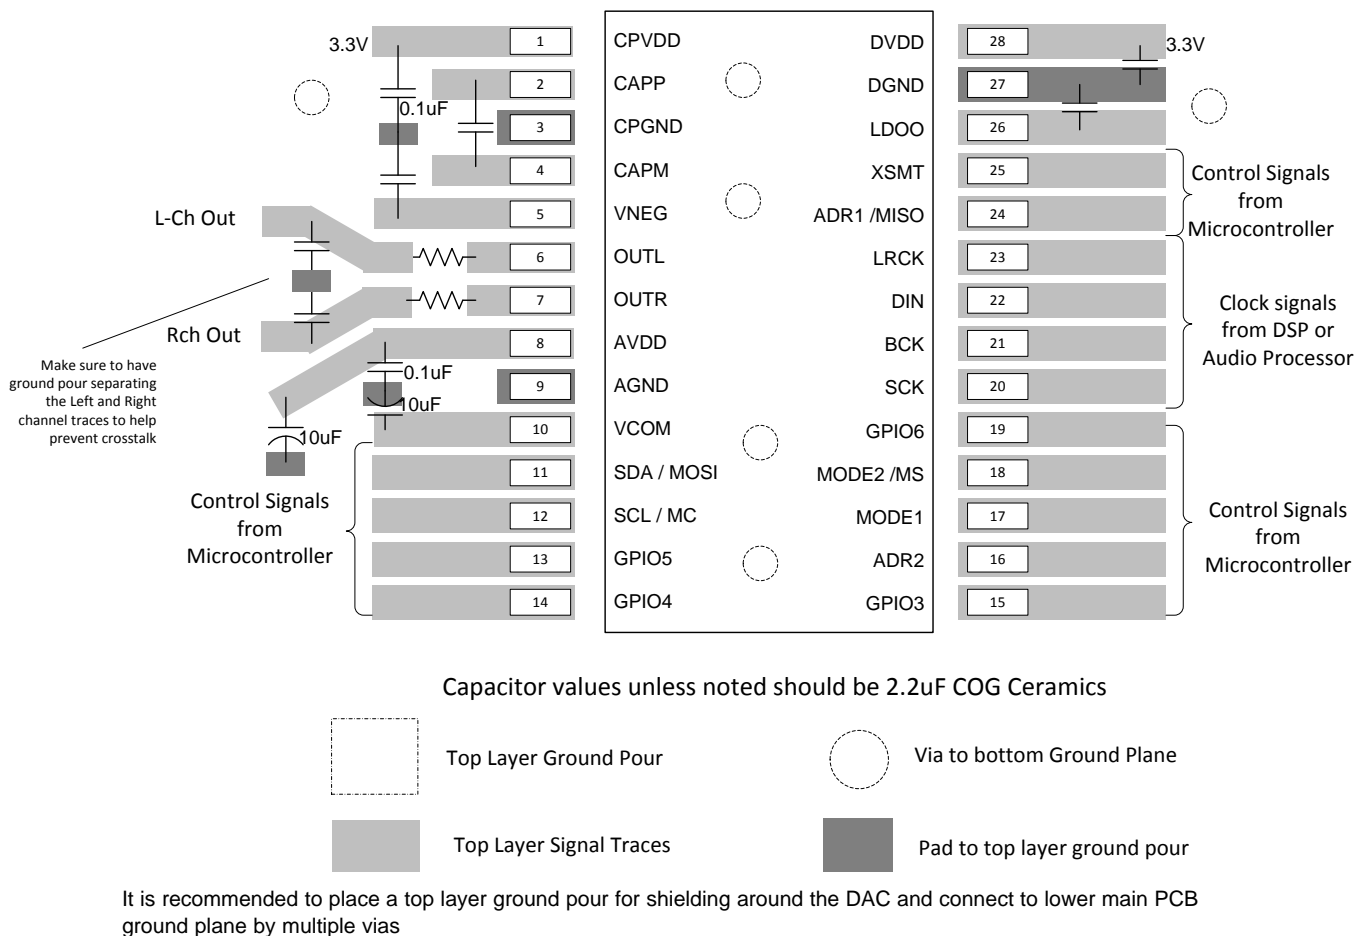 3.3V
1
CPVDD
DVDD
28
3.3V
2
CAPP
DGND
27
0.1uF
3
CPGND
LDOO
26
4
CAPM
XSMT
25
Control Signals
from
Microcontroller
L-Ch Out
5
VNEG
ADR1 /MISO
24
6
OUTL
LRCK
23
7
OUTR
DIN
22
Clock signals
from DSP or
Audio Processor
Rch Out
8
AVDD
BCK
21
Make sure to have
ground pour separating
the Left and Right
channel traces to help
prevent crosstalk
0.1uF
9
AGND
SCK
20
10uF
10uF
10
VCOM
GPIO6
19
11
SDA / MOSI
MODE2 /MS
18
Control Signals
from
Microcontroller
12
SCL / MC
MODE1
17
Control Signals
from
Microcontroller
13
GPIO5
ADR2
16
14
GPIO4
GPIO3
15
Capacitor values unless noted should be 2.2uF COG Ceramics
Top Layer Ground Pour
Via to bottom Ground Plane
Top Layer Signal Traces
Pad to top layer ground pour
It is recommended to place a top layer ground pour for shielding around the DAC and connect to lower main PCB
ground plane by multiple vias